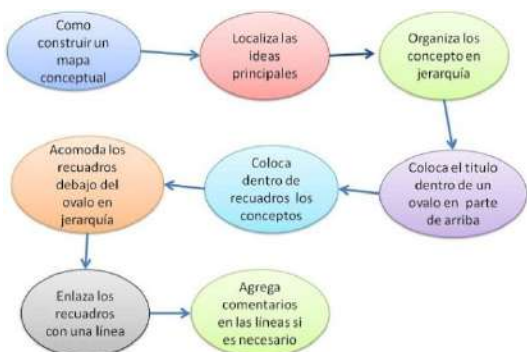 Como
construir un
mapa
conceptual
Localiza las
ideas
principales
Organiza los
concepto en
jerarquía
Coloca el titulo
dentro de un
ovalo en parte
de arriba
Coloca
dentro de
recuadros los
conceptos
Acomoda los
recuadros
debajo del
ovalo en
jerarquía
Enlaza los
recuadros
con una línea
Agrega
comentarios
en las líneas si
es necesario